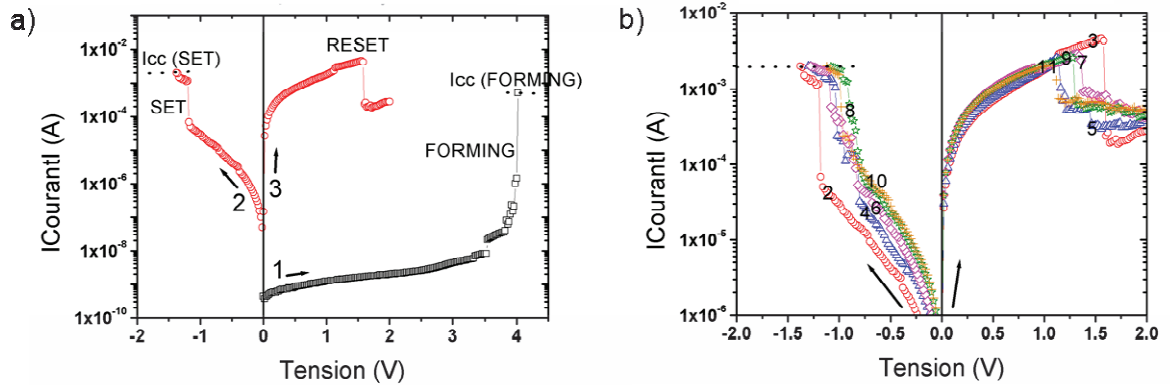 a)
1x10⁰
1x10⁻²
1x10⁻⁴
1x10⁻⁶
1x10⁻⁸
1x10⁻¹⁰
ICourantI (A)
Icc (SET)
SET
RESET
Icc (FORMING)
FORMING
1
2
3
-2
-1
0
1
2
3
4
Tension (V)
b)
1x10⁻²
1x10⁻³
1x10⁻⁴
1x10⁻⁵
1x10⁻⁶
ICourantI (A)
2
4
6
8
10
3
11
9
7
5
-2.0
-1.5
-1.0
-0.5
0.0
0.5
1.0
1.5
2.0
Tension (V)